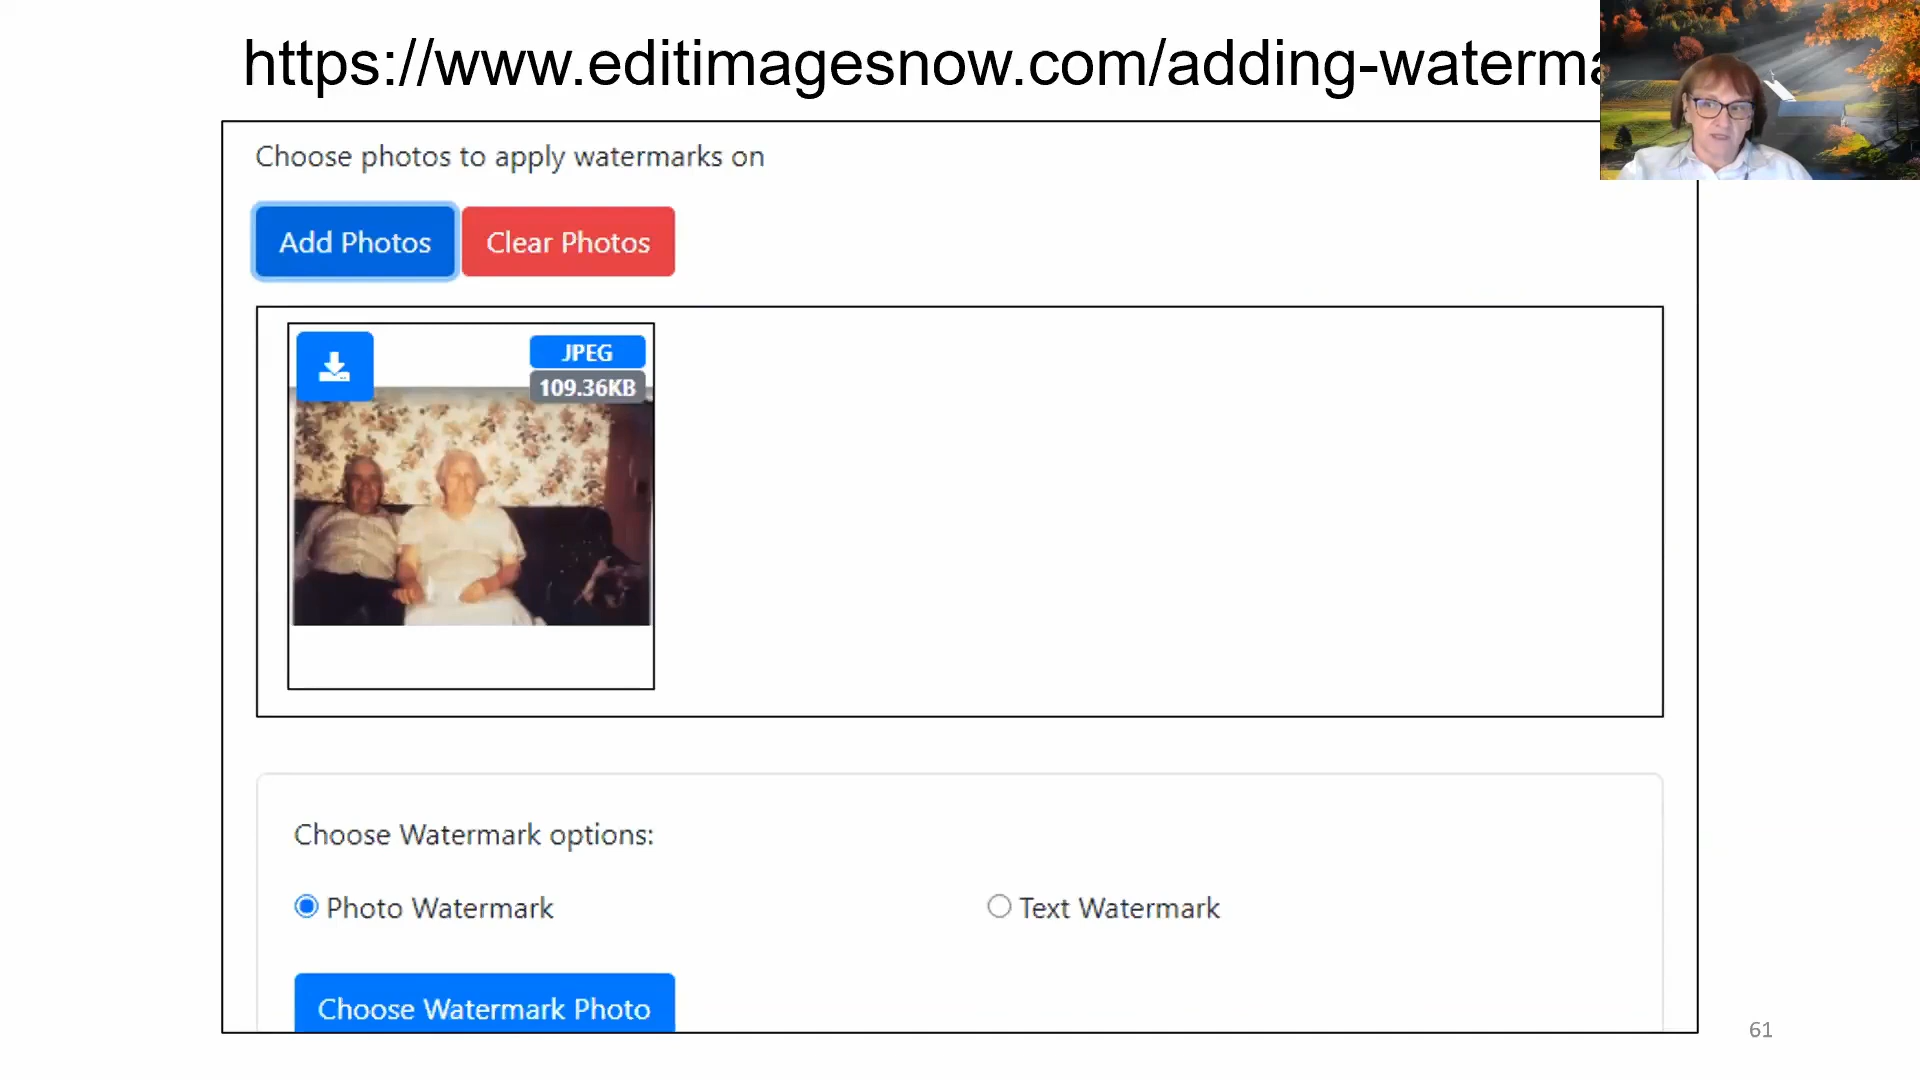 https://www.editimagesnow.com/adding-waterma
Choose photos to apply watermarks on
Add Photos Clear Photos
JPEG
109.36KB
Choose Watermark options:
Photo Watermark Text Watermark
Choose Watermark Photo
61